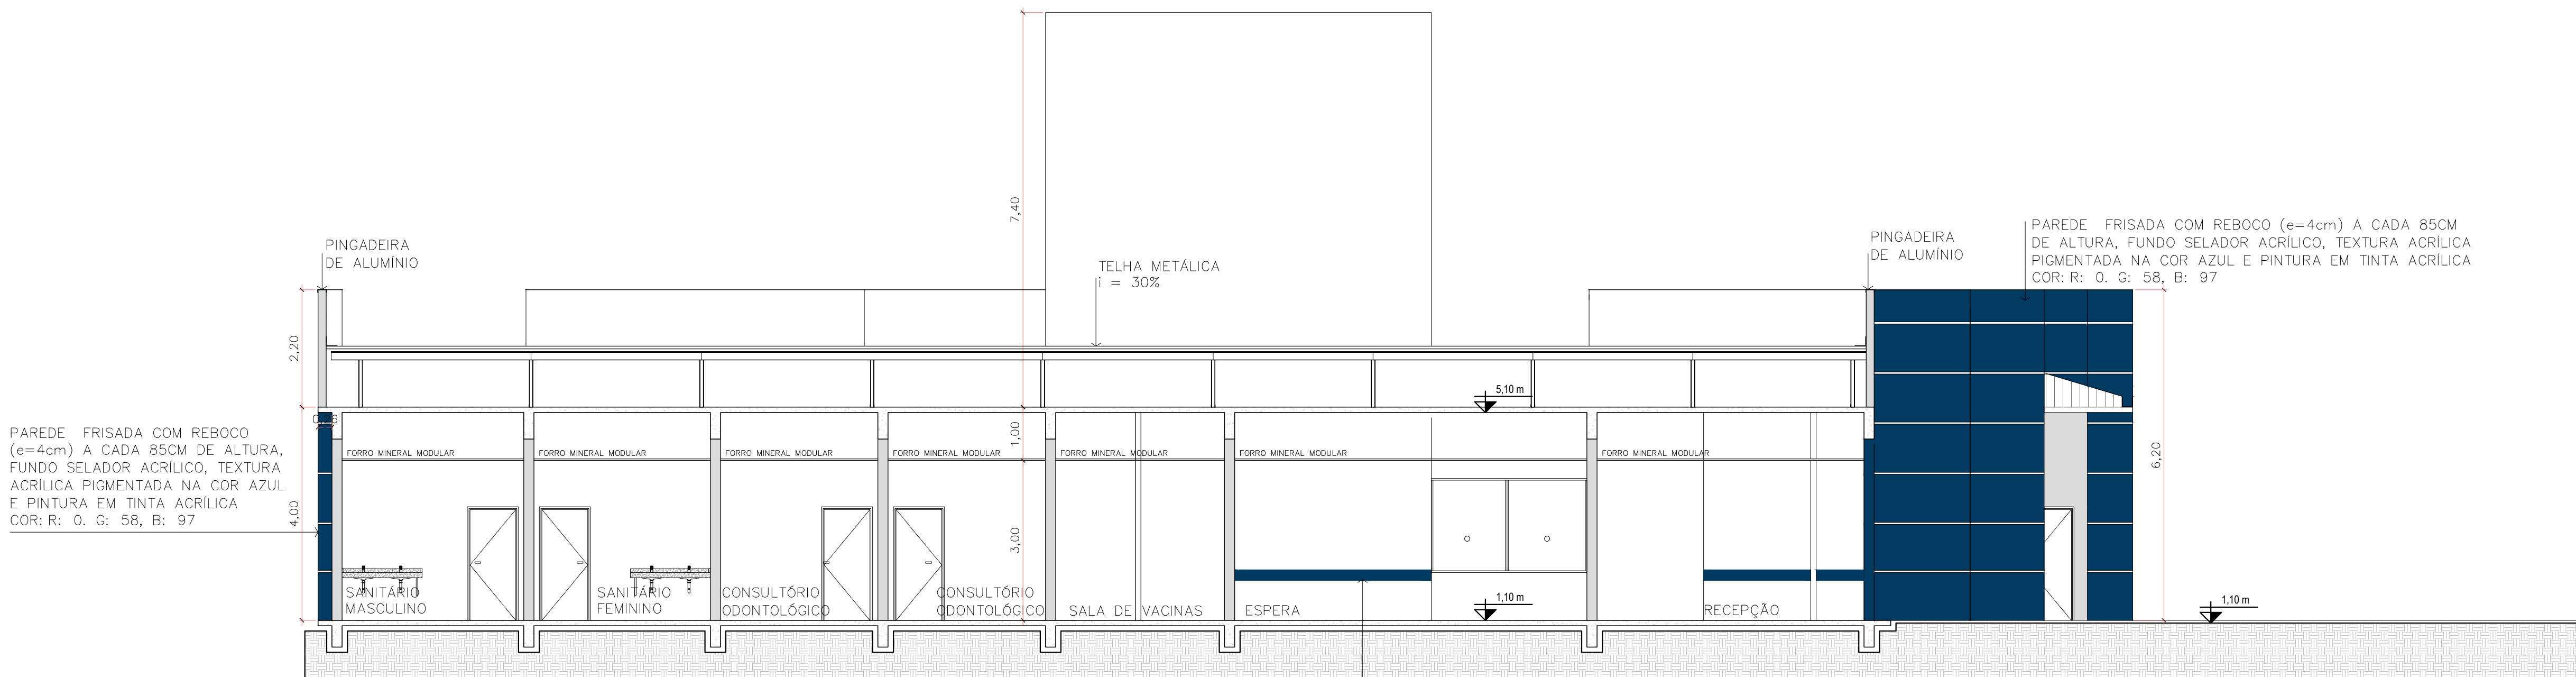 7,40
PINGADEIRA
DE ALUMÍNIO
TELHA METÁLICA
i = 30%
PINGADEIRA
DE ALUMÍNIO
PAREDE FRISADA COM REBOCO (e=4cm) A CADA 85CM
DE ALTURA, FUNDO SELADOR ACRÍLICO, TEXTURA ACRÍLICA
PIGMENTADA NA COR AZUL E PINTURA EM TINTA ACRÍLICA
COR: R: 0. G: 58, B: 97
2,20
5,10 m
PAREDE FRISADA COM REBOCO
(e=4cm) A CADA 85CM DE ALTURA,
FUNDO SELADOR ACRÍLICO, TEXTURA
ACRÍLICA PIGMENTADA NA COR AZUL
E PINTURA EM TINTA ACRÍLICA
COR: R: 0. G: 58, B: 97
4,00
1,00
FORRO MINERAL MODULAR
FORRO MINERAL MODULAR
FORRO MINERAL MODULAR
FORRO MINERAL MODULAR
FORRO MINERAL MODULAR
FORRO MINERAL MODULAR
FORRO MINERAL MODULAR
6,20
3,00
SANITÁRIO
MASCULINO
SANITÁRIO
FEMININO
CONSULTÓRIO
ODONTOLÓGICO
CONSULTÓRIO
ODONTOLÓGICO
SALA DE VACINAS
ESPERA
1,10 m
RECEPÇÃO
1,10 m